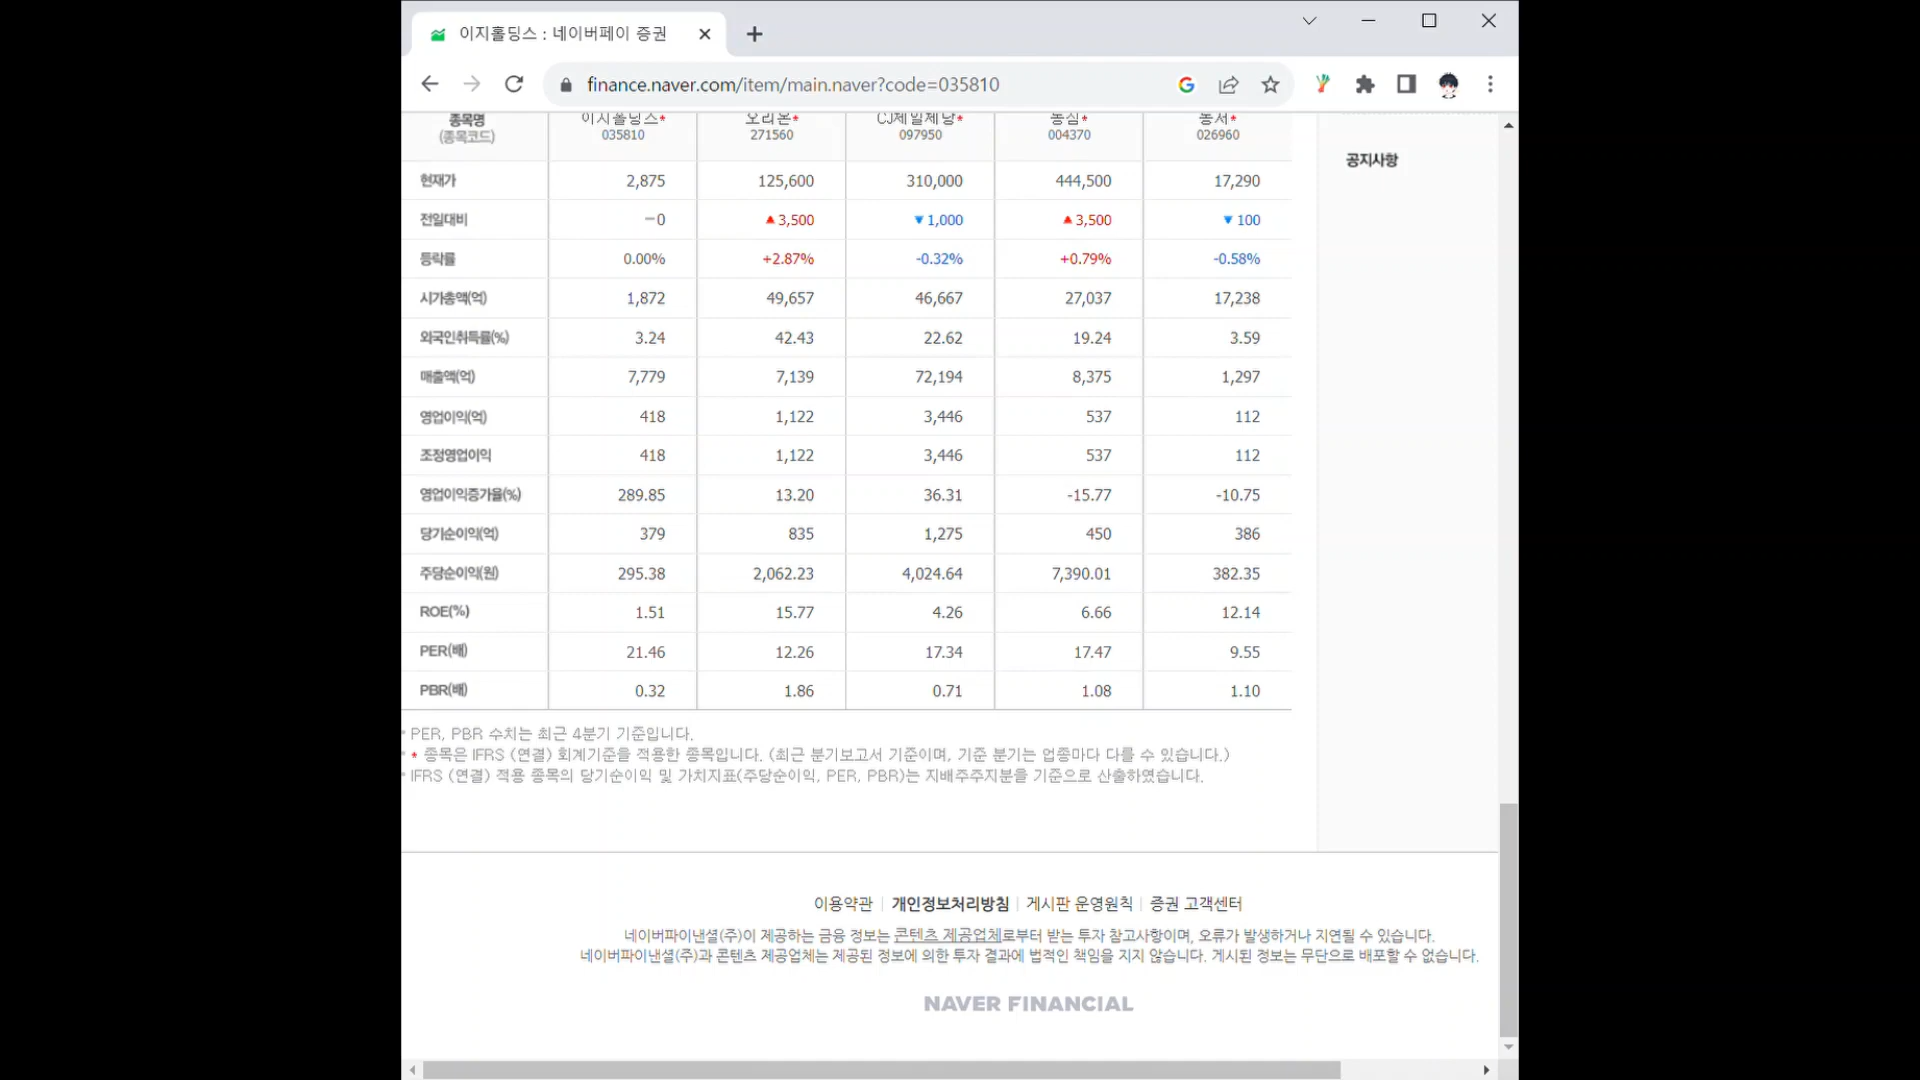 이지홀딩스 : 네이버페이 증권
finance.naver.com/item/main.naver?code=035810
종목명 이지홀딩스* 오리온* CJ제일제당* 농심* 동서*
(종목코드) 035810 271560 097950 004370 026960
공지사항
현재가 2,875 125,600 310,000 444,500 17,290
전일대비 0 ▲3,500 ▼1,000 ▲3,500 ▼100
등락률 0.00% +2.87% -0.32% +0.79% -0.58%
시가총액(억) 1,872 49,657 46,667 27,037 17,238
외국인취득률(%) 3.24 42.43 22.62 19.24 3.59
매출액(억) 7,779 7,139 72,194 8,375 1,297
영업이익(억) 418 1,122 3,446 537 112
조정영업이익 418 1,122 3,446 537 112
영업이익증가율(%) 289.85 13.20 36.31 -15.77 -10.75
당기순이익(억) 379 835 1,275 450 386
주당순이익(원) 295.38 2,062.23 4,024.64 7,390.01 382.35
ROE(%) 1.51 15.77 4.26 6.66 12.14
PER(배) 21.46 12.26 17.34 17.47 9.55
PBR(배) 0.32 1.86 0.71 1.08 1.10
* PER, PBR 수치는 최근 4분기 기준입니다.
* * 종목은 IFRS (연결) 회계기준을 적용한 종목입니다. (최근 분기보고서 기준이며, 기준 분기는 업종마다 다를 수 있습니다.)
* IFRS (연결) 적용 종목의 당기순이익 및 가치지표(주당순이익, PER, PBR)는 지배주주지분을 기준으로 산출하였습니다.
이용약관 | 개인정보처리방침 | 게시판 운영원칙 | 증권 고객센터
네이버파이낸셜(주)이 제공하는 금융 정보는 콘텐츠 제공업체로부터 받는 투자 참고사항이며, 오류가 발생하거나 지연될 수 있습니다.
네이버파이낸셜(주)과 콘텐츠 제공업체는 제공된 정보에 의한 투자 결과에 법적인 책임을 지지 않습니다. 게시된 정보는 무단으로 배포할 수 없습니다.
NAVER FINANCIAL